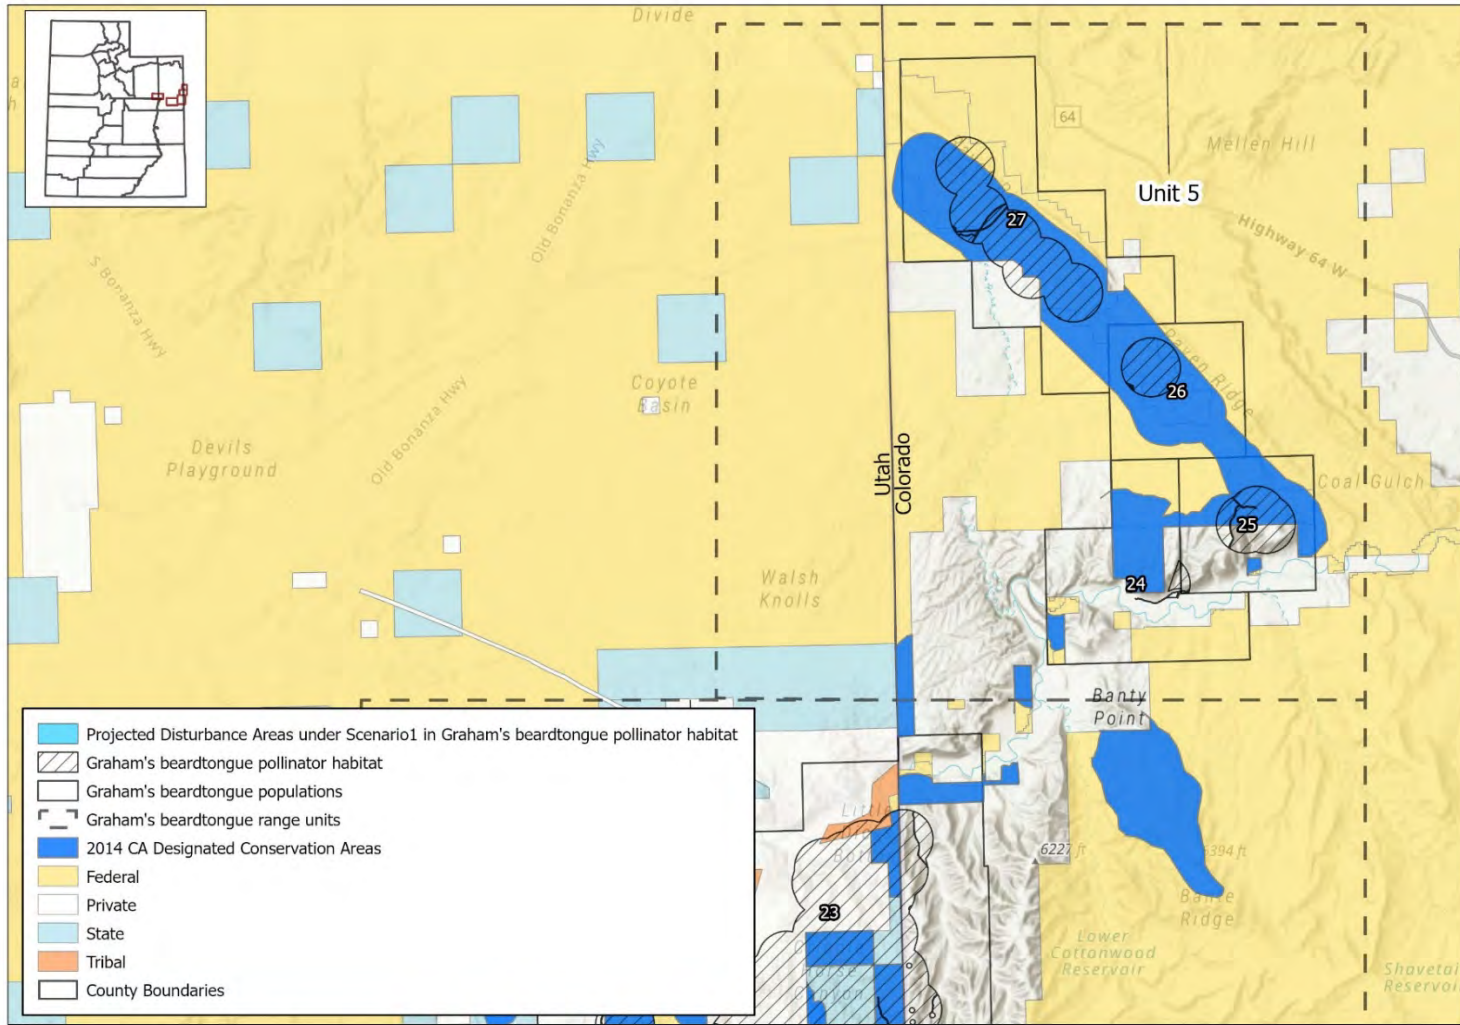 Divide
64
Mellen Hill
Unit 5
Highway 64 W
Old Bonanza Hwy
S Bonanza Hwy
27
Coyote
Basin
Raven Ridge
26
Old Bonanza Hwy
Devils
Playground
Utah
Colorado
Coal Gulch
25
Walsh
Knolls
24
Banty
Point
Projected Disturbance Areas under Scenario1 in Graham's beardtongue pollinator habitat
Graham's beardtongue pollinator habitat
Graham's beardtongue populations
Graham's beardtongue range units
2014 CA Designated Conservation Areas
Federal
Private
State
Tribal
County Boundaries
Little
6227 ft
6394 ft
23
Ridge
Lower
Cottonwood
Reservoir